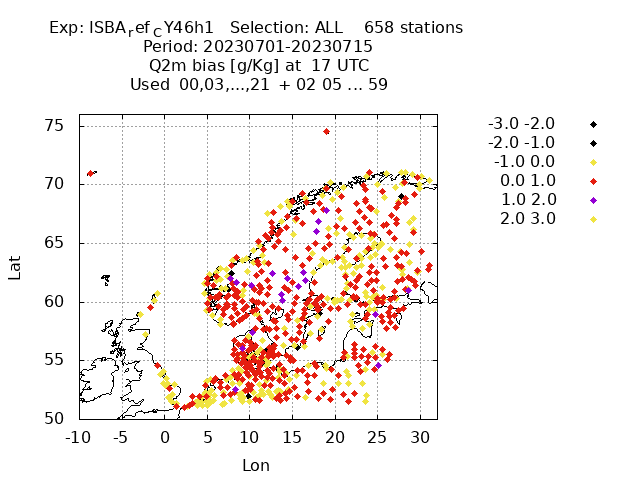 Exp: ISBA_ref_CY46h1 Selection: ALL 658 stations
Period: 20230701-20230715
Q2m bias [g/Kg] at 17 UTC
Used 00,03,...,21 + 02 05 ... 59
75
70
65
60
55
50
-10 -5 0 5 10 15 20 25 30
Lat
Lon
-3.0 -2.0
-2.0 -1.0
-1.0 0.0
0.0 1.0
1.0 2.0
2.0 3.0